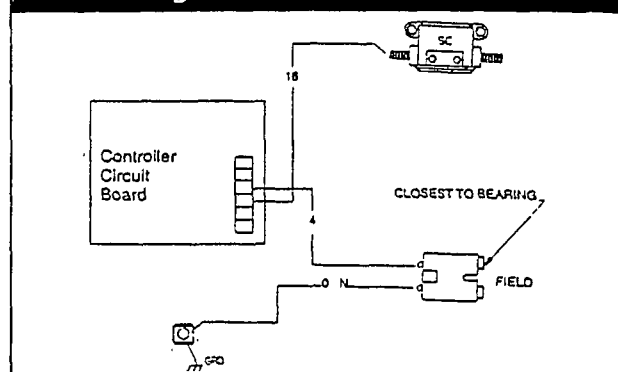 SC
16
Controller
Circuit
Board
CLOSEST TO BEARING
4
0 N
FIELD
GRD